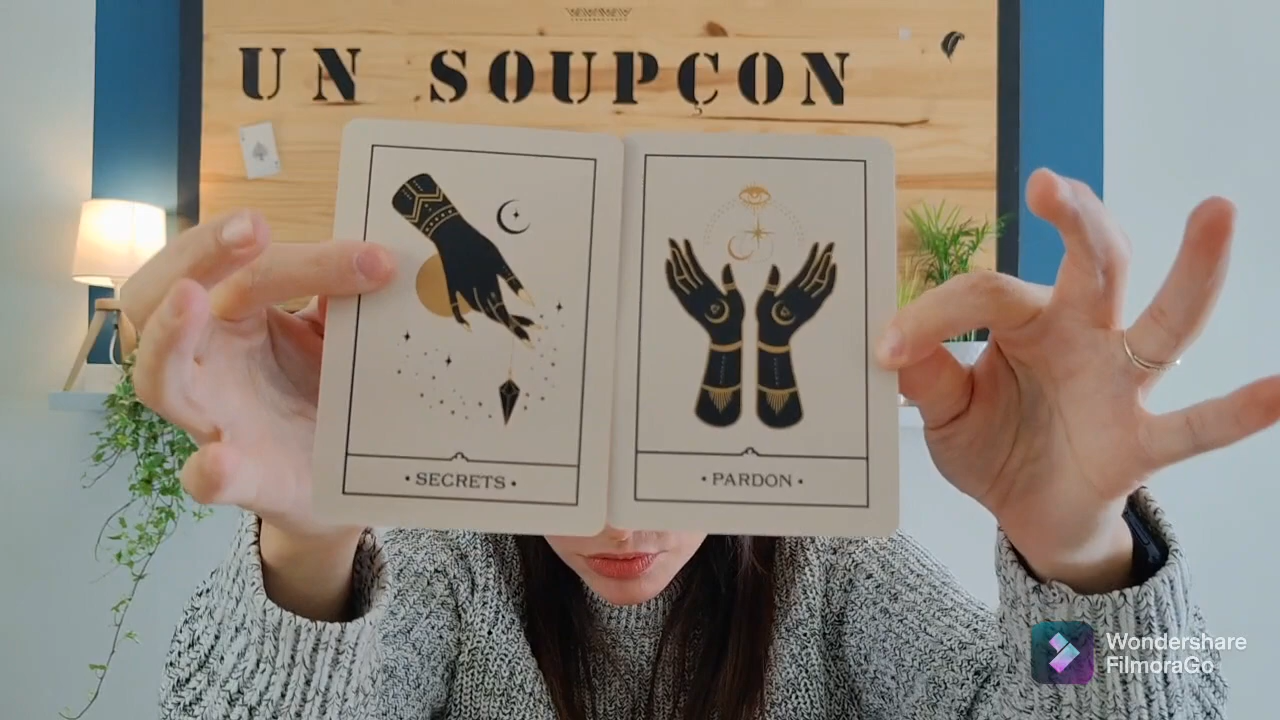 UN SOUPÇON
• SECRETS •
• PARDON •
Wondershare
FilmoraGo